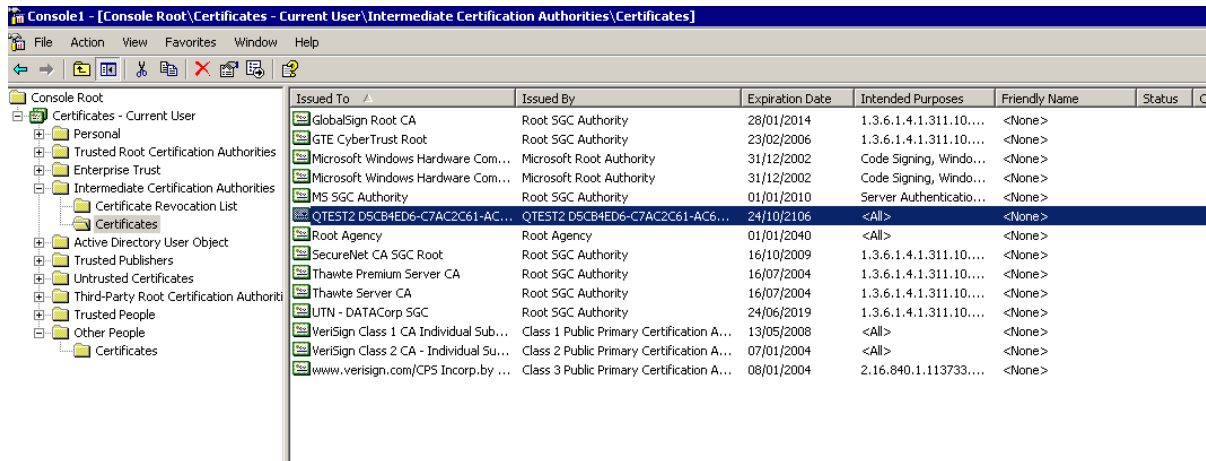 Console1 - [Console Root\Certificates - Current User\Intermediate Certification Authorities\Certificates]
File Action View Favorites Window Help
Console Root
Certificates - Current User
Personal
Trusted Root Certification Authorities
Enterprise Trust
Intermediate Certification Authorities
Certificate Revocation List
Certificates
Active Directory User Object
Trusted Publishers
Untrusted Certificates
Third-Party Root Certification Authoriti
Trusted People
Other People
Certificates
Issued To Issued By Expiration Date Intended Purposes Friendly Name Status C
GlobalSign Root CA Root SGC Authority 28/01/2014 1.3.6.1.4.1.311.10.... <None>
GTE CyberTrust Root Root SGC Authority 23/02/2006 1.3.6.1.4.1.311.10.... <None>
Microsoft Windows Hardware Com... Microsoft Root Authority 31/12/2002 Code Signing, Windo... <None>
Microsoft Windows Hardware Com... Microsoft Root Authority 31/12/2002 Code Signing, Windo... <None>
MS SGC Authority Root SGC Authority 01/01/2010 Server Authenticatio... <None>
QTEST2 D5CB4ED6-C7AC2C61-AC... QTEST2 D5CB4ED6-C7AC2C61-AC6... 24/10/2106 <All> <None>
Root Agency Root Agency 01/01/2040 <All> <None>
SecureNet CA SGC Root Root SGC Authority 16/10/2009 1.3.6.1.4.1.311.10.... <None>
Thawte Premium Server CA Root SGC Authority 16/07/2004 1.3.6.1.4.1.311.10.... <None>
Thawte Server CA Root SGC Authority 16/07/2004 1.3.6.1.4.1.311.10.... <None>
UTN - DATACorp SGC Root SGC Authority 24/06/2019 1.3.6.1.4.1.311.10.... <None>
VeriSign Class 1 CA Individual Sub... Class 1 Public Primary Certification A... 13/05/2008 <All> <None>
VeriSign Class 2 CA - Individual Su... Class 2 Public Primary Certification A... 07/01/2004 <All> <None>
www.verisign.com/CPS Incorp.by ... Class 3 Public Primary Certification A... 08/01/2004 2.16.840.1.113733.... <None>